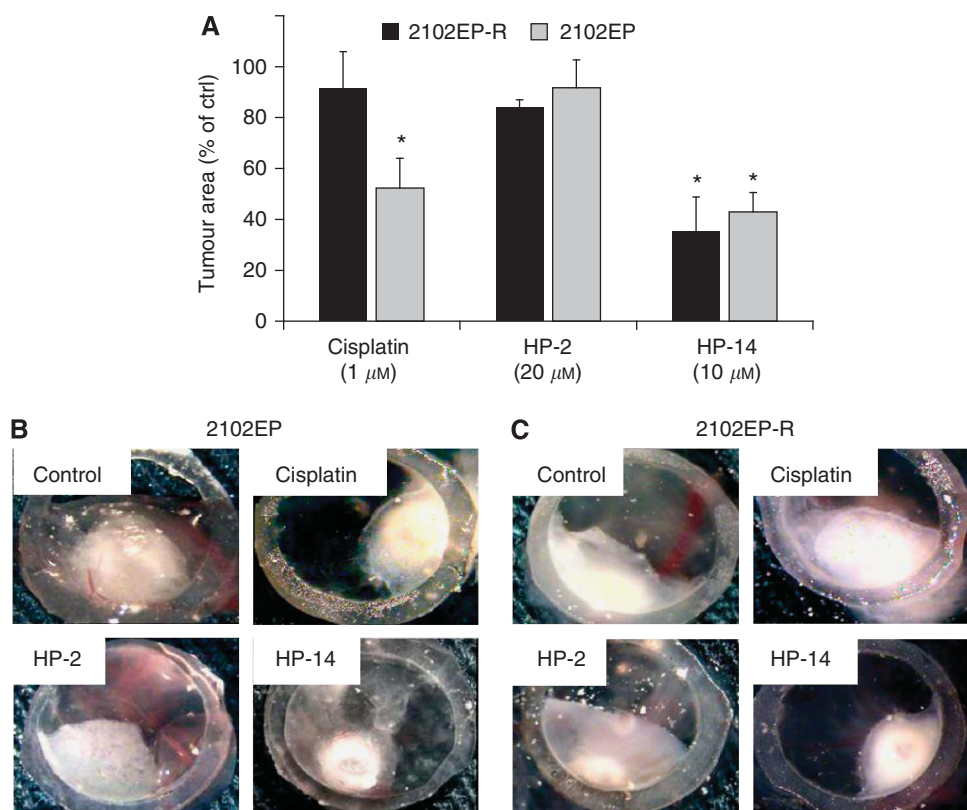 A
2102EP-R 2102EP
Tumour area (% of ctrl)
100
80
60
40
20
0
*
*
*
Cisplatin
(1 μM)
HP-2
(20 μM)
HP-14
(10 μM)
B
2102EP
Control
Cisplatin
HP-2
HP-14
C
2102EP-R
Control
Cisplatin
HP-2
HP-14